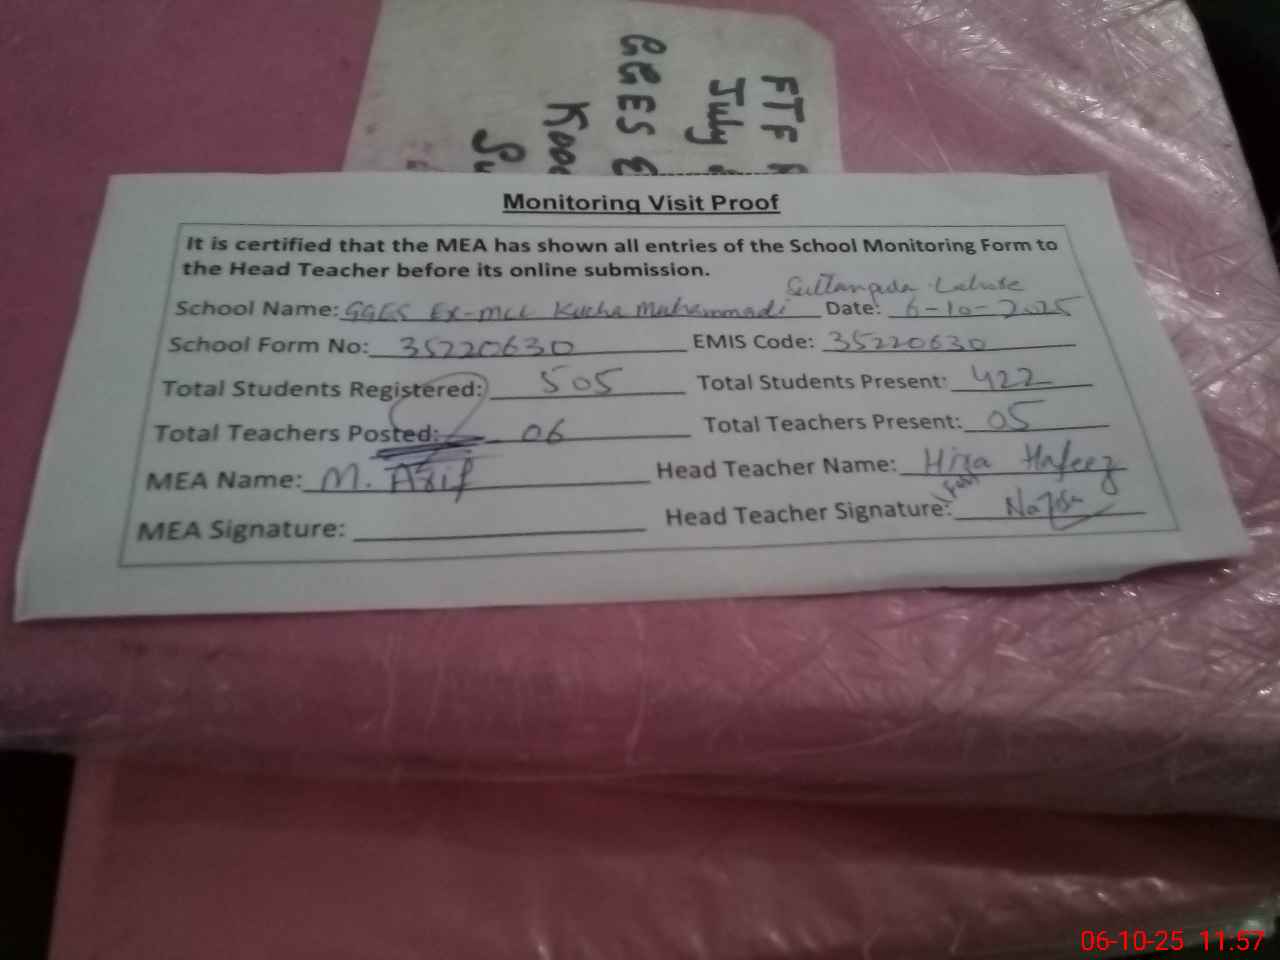 FTF
July
GGES
Koo
Monitoring Visit Proof
It is certified that the MEA has shown all entries of the School Monitoring Form to
the Head Teacher before its online submission.
School Name: GGES Ex-MCL Kucha Muhammadi Sultanpura Lahore Date: 6-10-2025
School Form No: 35220630 EMIS Code: 35220630
Total Students Registered: 505 Total Students Present: 422
Total Teachers Posted: 06 Total Teachers Present: 05
MEA Name: M. Asif Head Teacher Name: Hira Hafeez
MEA Signature: Head Teacher Signature:
06-10-25 11:57